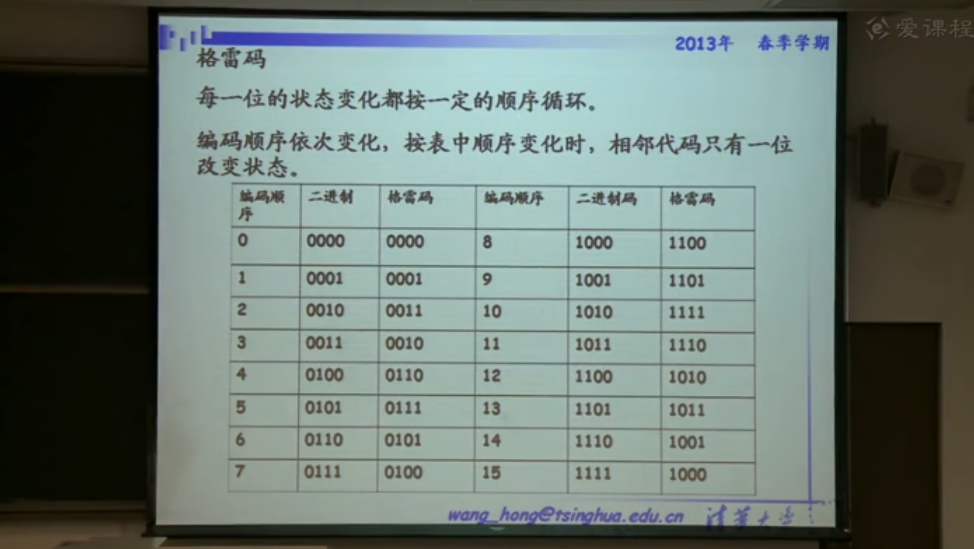 爱课程
2013年 春季学期
格雷码
每一位的状态变化都按一定的顺序循环。
编码顺序依次变化，按表中顺序变化时，相邻代码只有一位
改变状态。
编码顺序 二进制 格雷码 编码顺序 二进制码 格雷码
0 0000 0000 8 1000 1100
1 0001 0001 9 1001 1101
2 0010 0011 10 1010 1111
3 0011 0010 11 1011 1110
4 0100 0110 12 1100 1010
5 0101 0111 13 1101 1011
6 0110 0101 14 1110 1001
7 0111 0100 15 1111 1000
wang_hong@tsinghua.edu.cn 清华大学